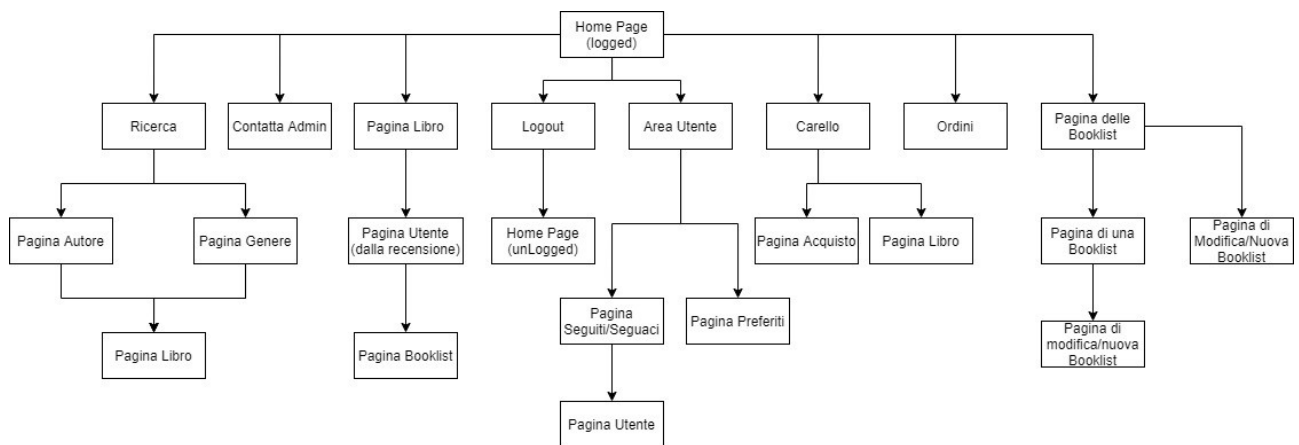 Home Page
(logged)
Ricerca
Contatta Admin
Pagina Libro
Logout
Area Utente
Carello
Ordini
Pagina delle
Booklist
Pagina Autore
Pagina Genere
Pagina Utente
(dalla recensione)
Home Page
(unLogged)
Pagina Acquisto
Pagina Libro
Pagina di una
Booklist
Pagina di
Modifica/Nuova
Booklist
Pagina
Seguiti/Seguaci
Pagina Preferiti
Pagina Libro
Pagina Booklist
Pagina di
modifica/nuova
Booklist
Pagina Utente